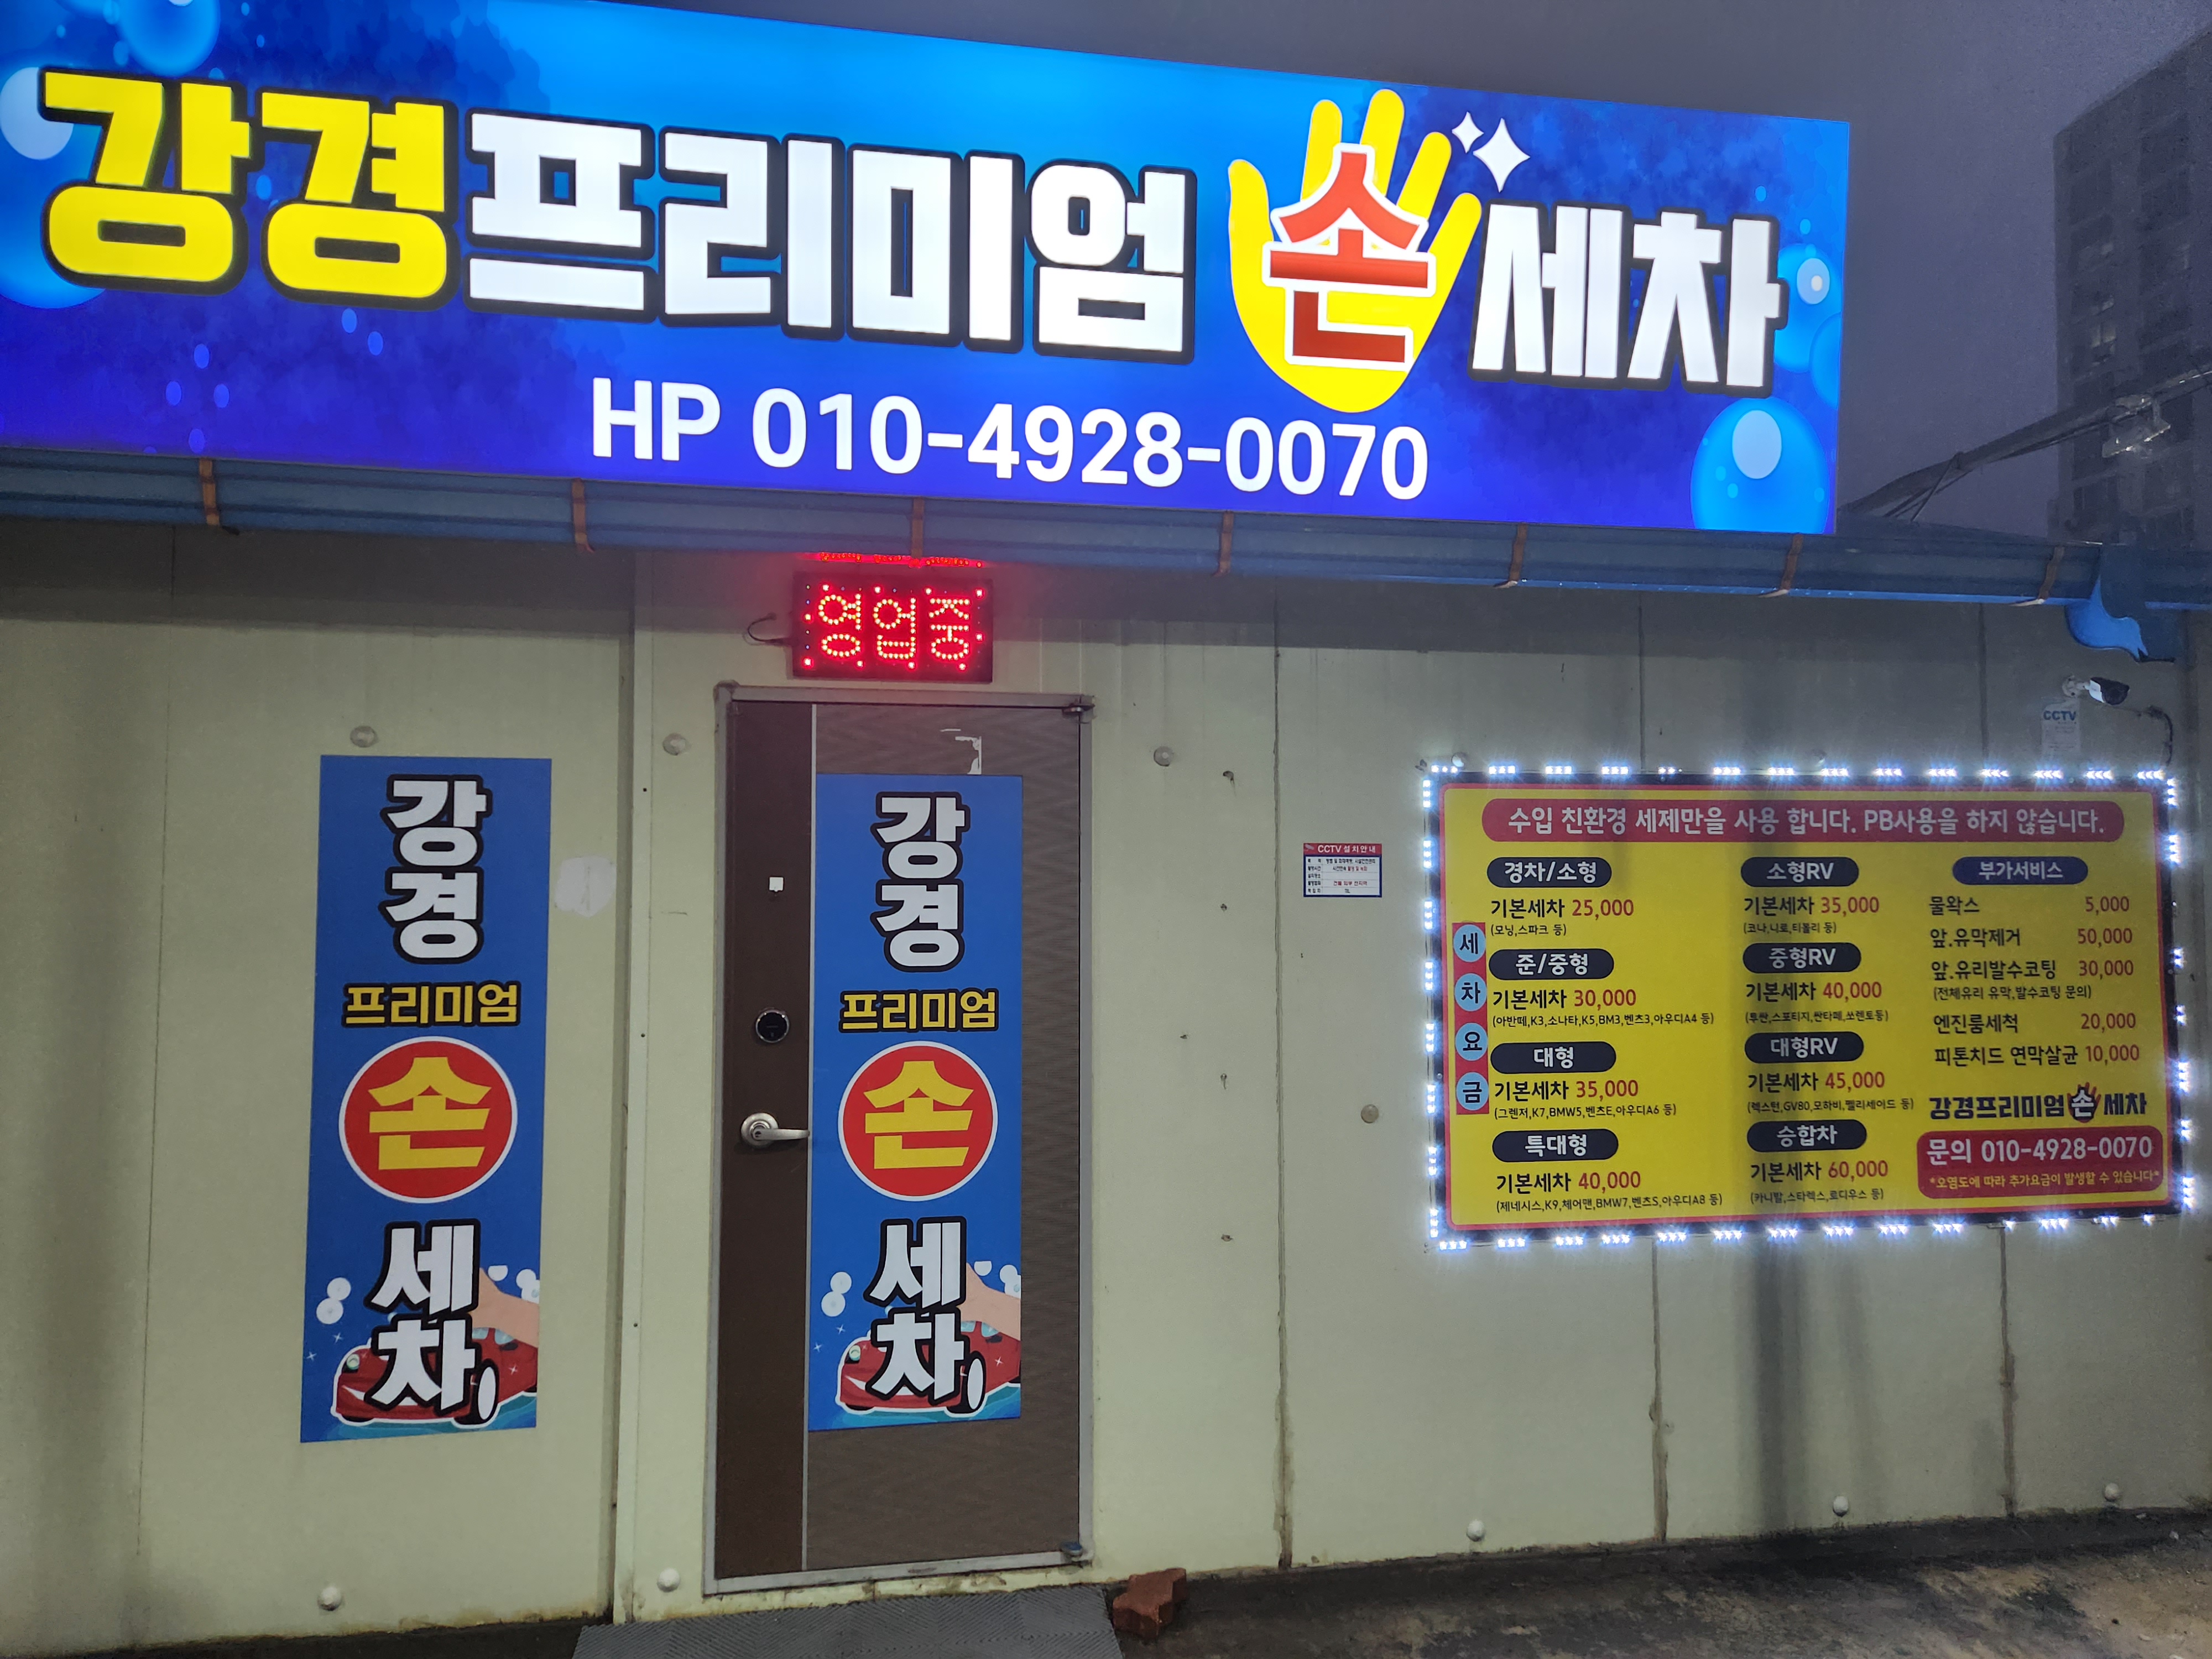 강경프리미엄 손세차
HP 010-4928-0070
영업중
강경
프리미엄
손
세차
강경
프리미엄
손
세차
CCTV
CCTV 설치안내
수입 친환경 세제만을 사용 합니다. PB사용을 하지 않습니다.
세차요금
경차/소형
기본세차 25,000
(모닝,스파크 등)
준/중형
기본세차 30,000
(아반떼,K3,소나타,K5,BM3,벤츠3,아우디A4 등)
대형
기본세차 35,000
(그랜저,K7,BMW5,벤츠E,아우디A6 등)
특대형
기본세차 40,000
(제네시스,K9,체어맨,BMW7,벤츠S,아우디A8 등)
소형RV
기본세차 35,000
(코나,니로,티볼리 등)
중형RV
기본세차 40,000
(투싼,스포티지,싼타페,쏘렌토등)
대형RV
기본세차 45,000
(렉스턴,GV80,모하비,펠리세이드 등)
승합차
기본세차 60,000
(카니발,스타렉스,로디우스 등)
부가서비스
물왁스 5,000
앞.유막제거 50,000
앞.유리발수코팅 30,000
(전체유리 유막,발수코팅 문의)
엔진룸세척 20,000
피톤치드 연막살균 10,000
강경프리미엄 손 세차
문의 010-4928-0070
*오염도에 따라 추가요금이 발생할 수 있습니다*